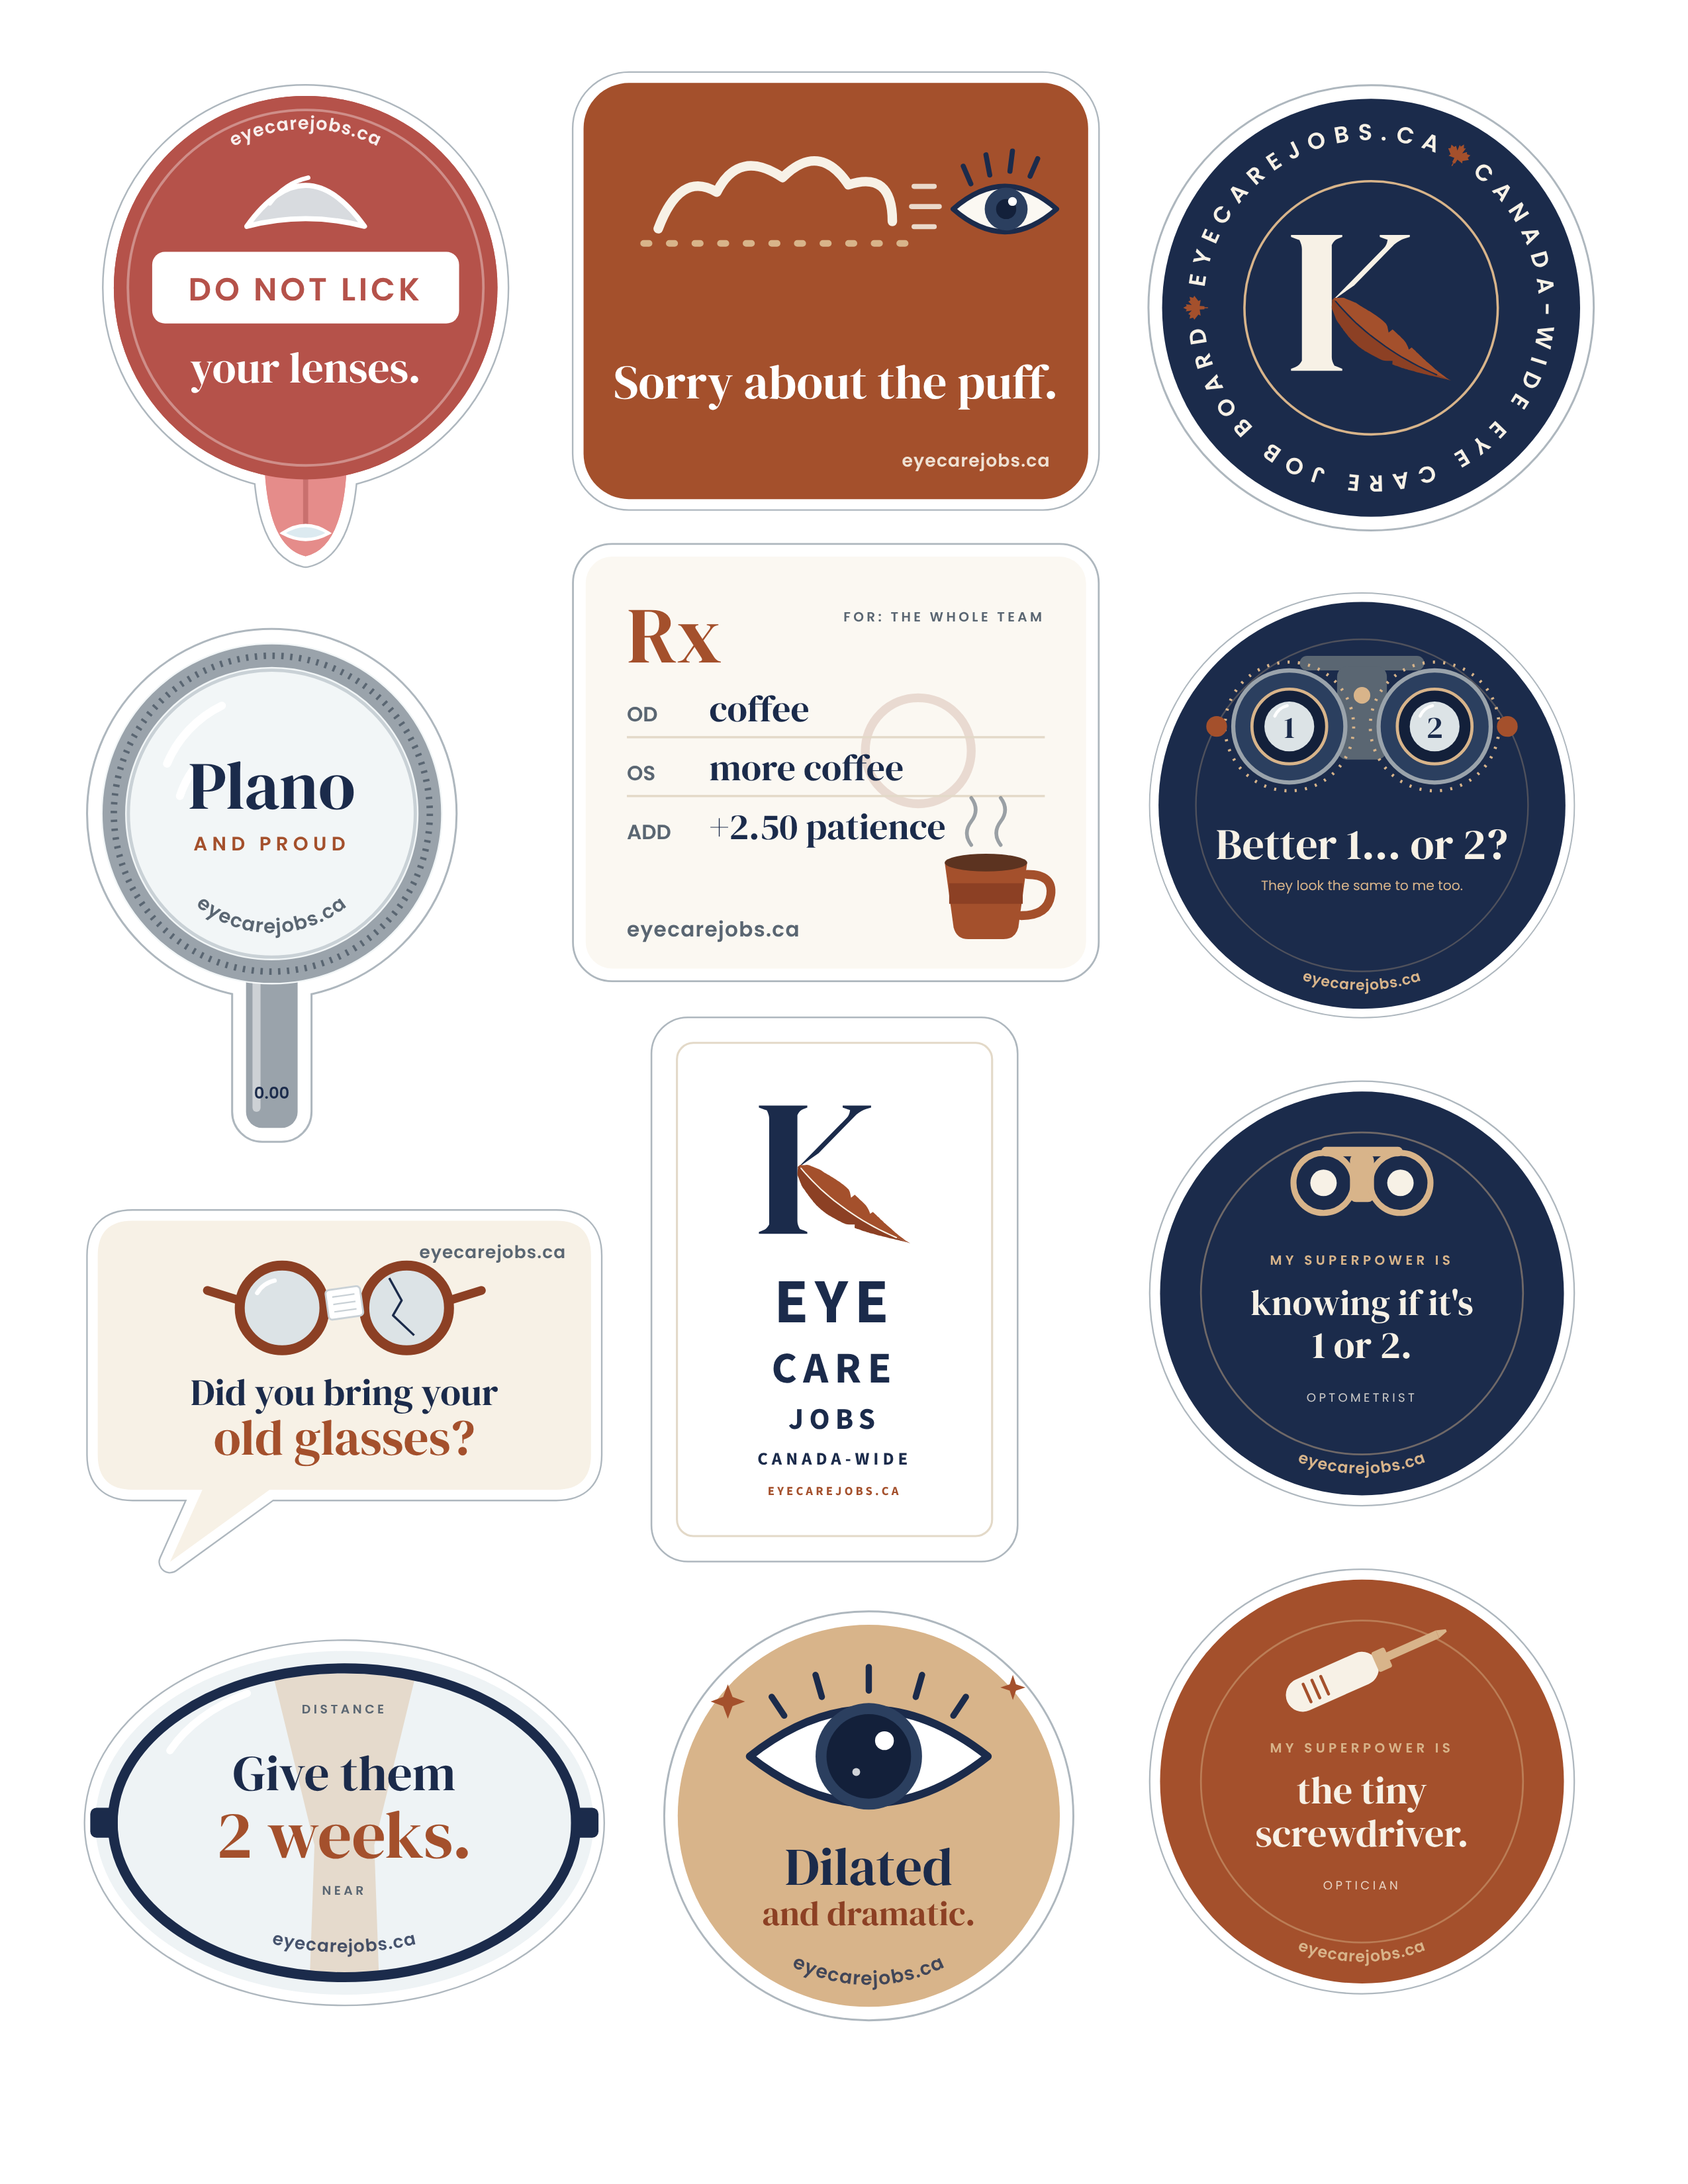 eyecarejobs.ca
DO NOT LICK
your lenses.
Sorry about the puff.
eyecarejobs.ca
EYECAREJOBS.CA
CANADA-WIDE EYE CARE JOB BOARD
K
Plano
AND PROUD
eyecarejobs.ca
0.00
Rx
FOR: THE WHOLE TEAM
OD coffee
OS more coffee
ADD +2.50 patience
eyecarejobs.ca
1 2
Better 1... or 2?
They look the same to me too.
eyecarejobs.ca
eyecarejobs.ca
Did you bring your
old glasses?
K
EYE
CARE
JOBS
CANADA-WIDE
EYECAREJOBS.CA
MY SUPERPOWER IS
knowing if it's
1 or 2.
OPTOMETRIST
eyecarejobs.ca
DISTANCE
Give them
2 weeks.
NEAR
eyecarejobs.ca
Dilated
and dramatic.
eyecarejobs.ca
MY SUPERPOWER IS
the tiny
screwdriver.
OPTICIAN
eyecarejobs.ca